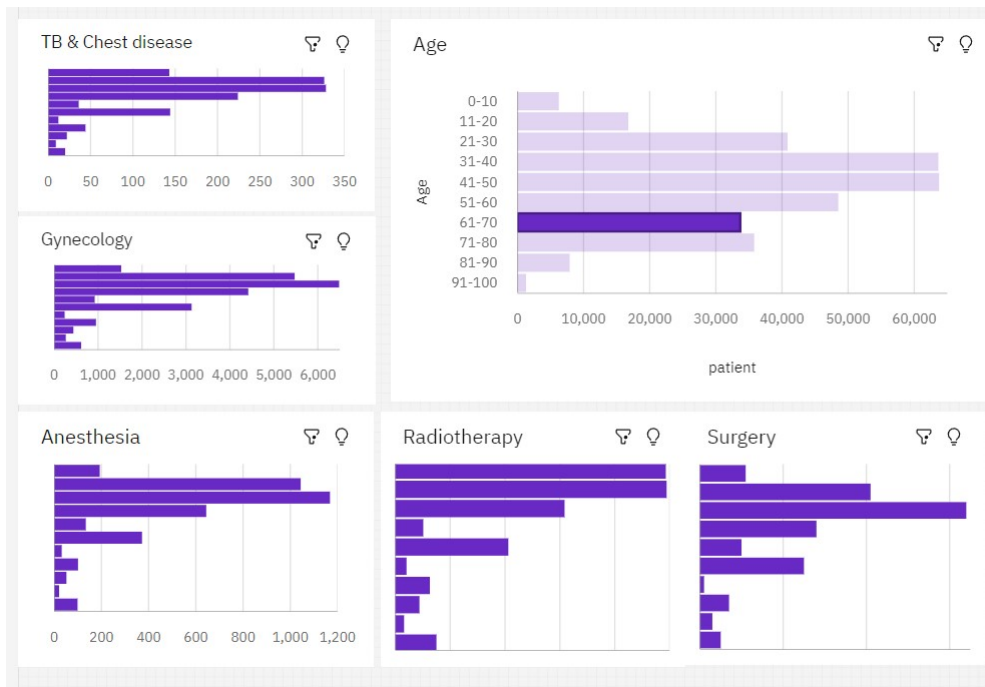 TB & Chest disease
0 50 100 150 200 250 300 350
Gynecology
0 1,000 2,000 3,000 4,000 5,000 6,000
Age
Age
0-10
11-20
21-30
31-40
41-50
51-60
61-70
71-80
81-90
91-100
0 10,000 20,000 30,000 40,000 50,000 60,000
patient
Anesthesia
0 200 400 600 800 1,000 1,200
Radiotherapy
Surgery